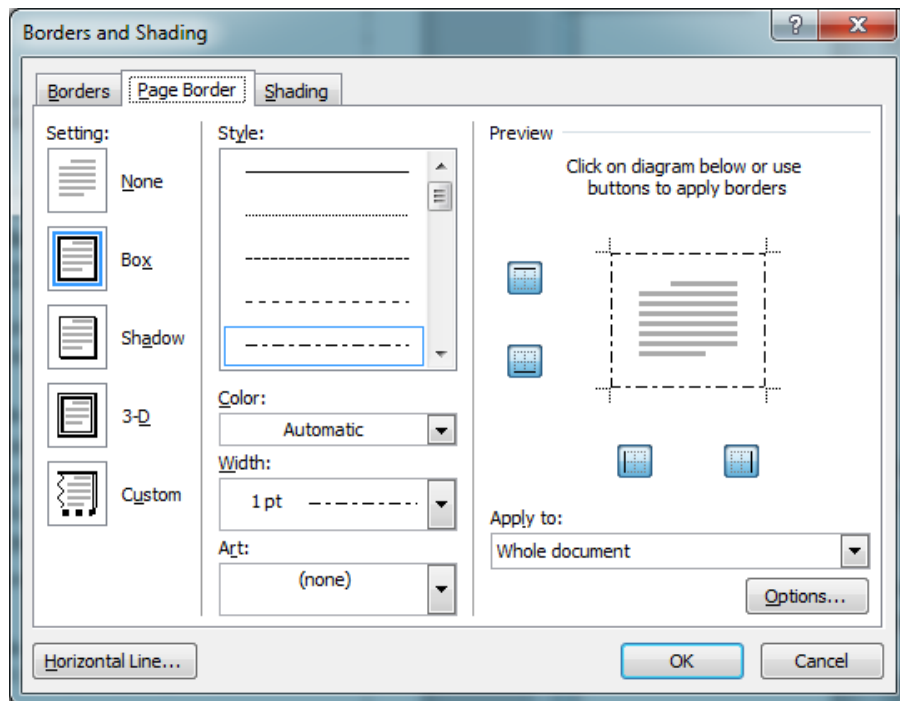 Borders and Shading
Borders
Page Border
Shading
Setting:
None
Box
Shadow
3-D
Custom
Style:
Color:
Automatic
Width:
1 pt
Art:
(none)
Preview
Click on diagram below or use
buttons to apply borders
Apply to:
Whole document
Options...
Horizontal Line...
OK
Cancel